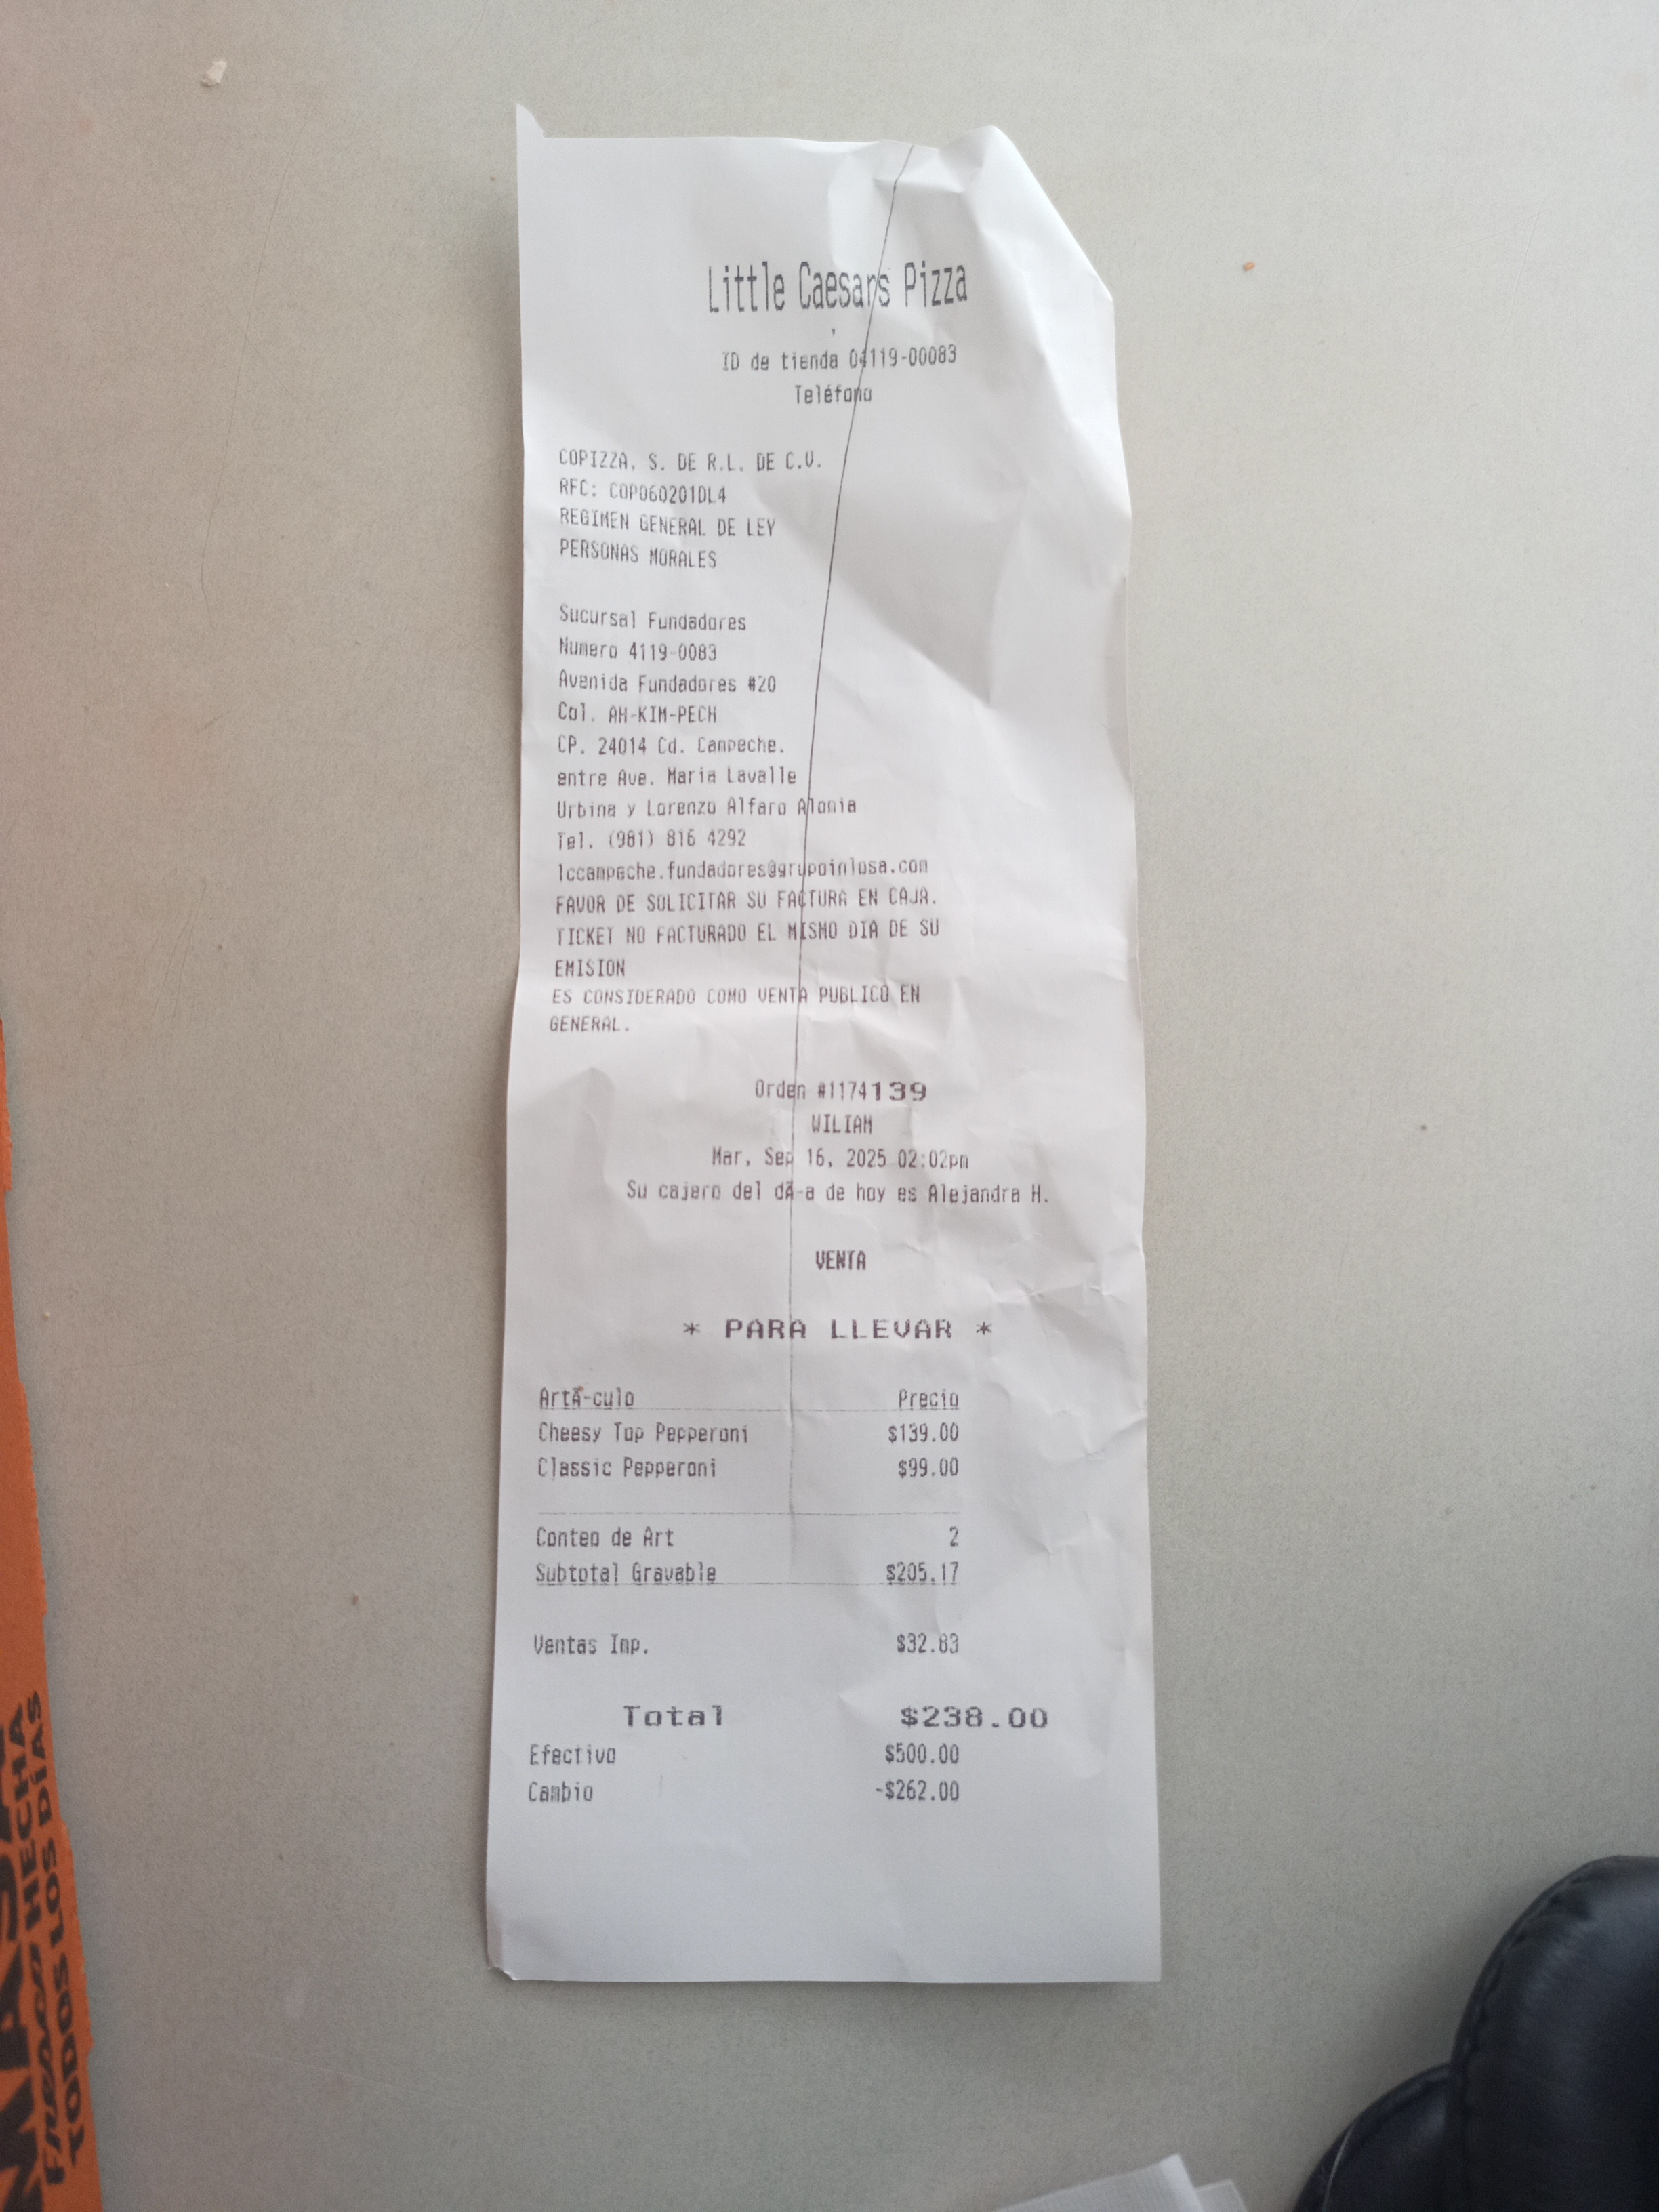 Little Caesars Pizza
,
ID de tienda 04119-00083
Teléfono
COPIZZA, S. DE R.L. DE C.V.
RFC: COP060201DL4
REGIMEN GENERAL DE LEY
PERSONAS MORALES
Sucursal Fundadores
Numero 4119-0083
Avenida Fundadores #20
Col. AH-KIM-PECH
CP. 24014 Cd. Campeche.
entre Ave. Maria Lavalle
Urbina y Lorenzo Alfaro Alomia
Tel. (981) 816 4292
lccampeche.fundadores@grupoinlosa.com
FAVOR DE SOLICITAR SU FACTURA EN CAJA.
TICKET NO FACTURADO EL MISMO DIA DE SU
EMISION
ES CONSIDERADO COMO VENTA PUBLICO EN
GENERAL.
Orden #1174139
WILIAM
Mar, Sep 16, 2025 02:02pm
Su cajero del dÃ-a de hoy es Alejandra H.
VENTA
* PARA LLEVAR *
ArtÃ-culo Precio
Cheesy Top Pepperoni $139.00
Classic Pepperoni $99.00
Conteo de Art 2
Subtotal Gravable $205.17
Ventas Imp. $32.83
Total $238.00
Efectivo $500.00
Cambio -$262.00
HECHA
TODOS LOS DÍAS